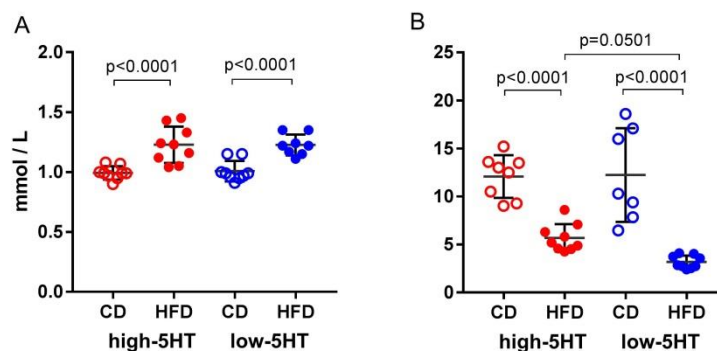 A
p<0.0001
p<0.0001
mmol / L
2.0
1.5
1.0
0.5
0.0
CD
HFD
CD
HFD
high-5HT
low-5HT
B
p=0.0501
p<0.0001
p<0.0001
25
20
15
10
5
0
CD
HFD
CD
HFD
high-5HT
low-5HT